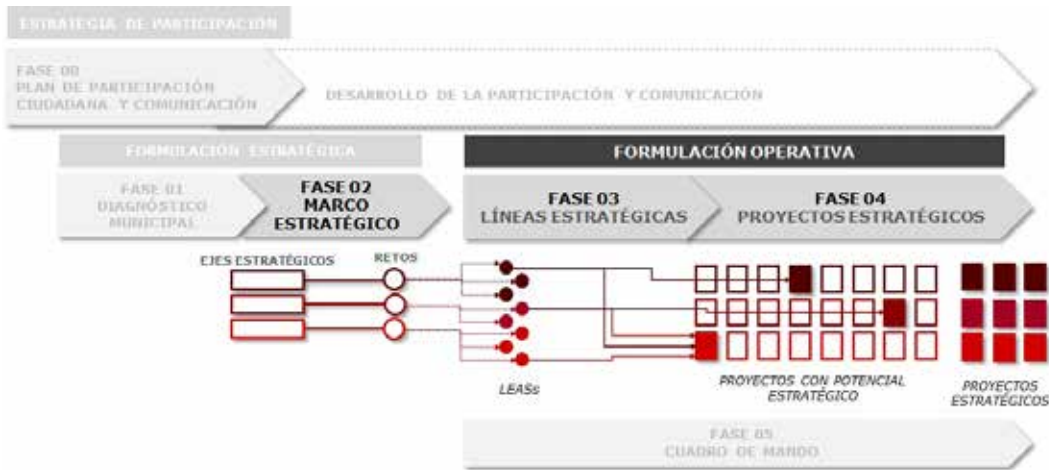 ESTRATEGIA DE PARTICIPACIÓN
FASE 00
PLAN DE PARTICIPACIÓN
CIUDADANA Y COMUNICACIÓN
DESARROLLO DE LA PARTICIPACIÓN Y COMUNICACIÓN
FORMULACIÓN ESTRATÉGICA
FORMULACIÓN OPERATIVA
FASE 01
DIAGNÓSTICO
MUNICIPAL
FASE 02
MARCO
ESTRATÉGICO
FASE 03
LÍNEAS ESTRATÉGICAS
FASE 04
PROYECTOS ESTRATÉGICOS
EJES ESTRATÉGICOS
RETOS
LEASs
PROYECTOS CON POTENCIAL
ESTRATÉGICO
PROYECTOS
ESTRATÉGICOS
FASE 05
CUADRO DE MANDO